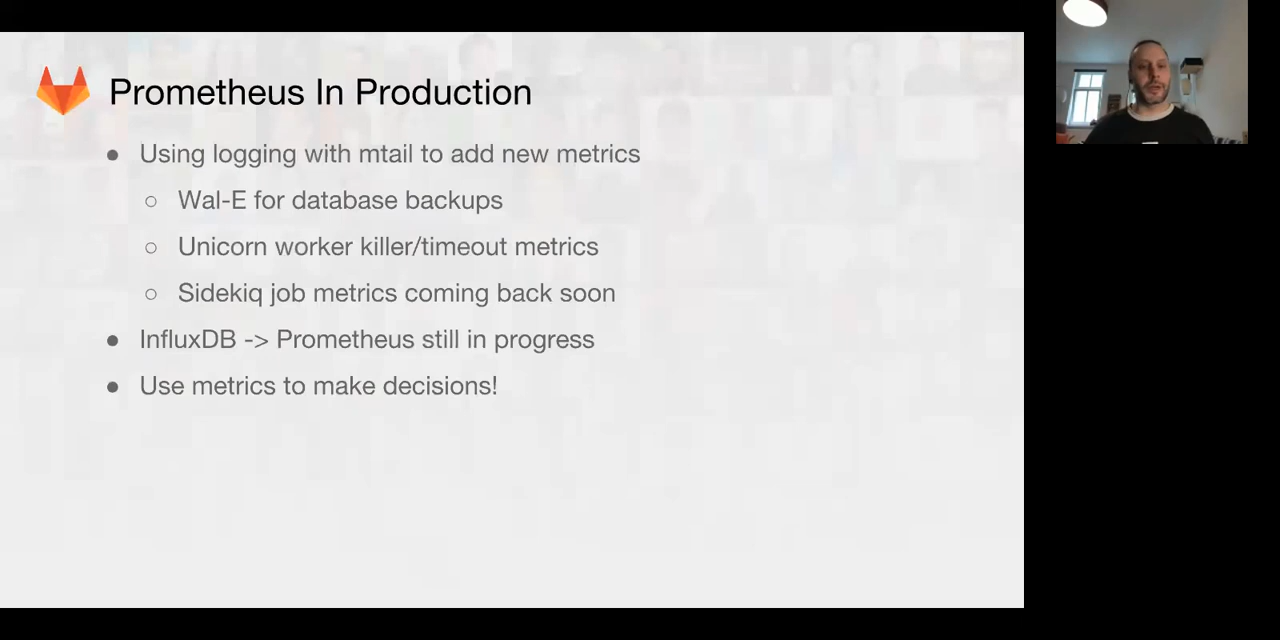 Prometheus In Production
● Using logging with mtail to add new metrics
○ Wal-E for database backups
○ Unicorn worker killer/timeout metrics
○ Sidekiq job metrics coming back soon
● InfluxDB -> Prometheus still in progress
● Use metrics to make decisions!